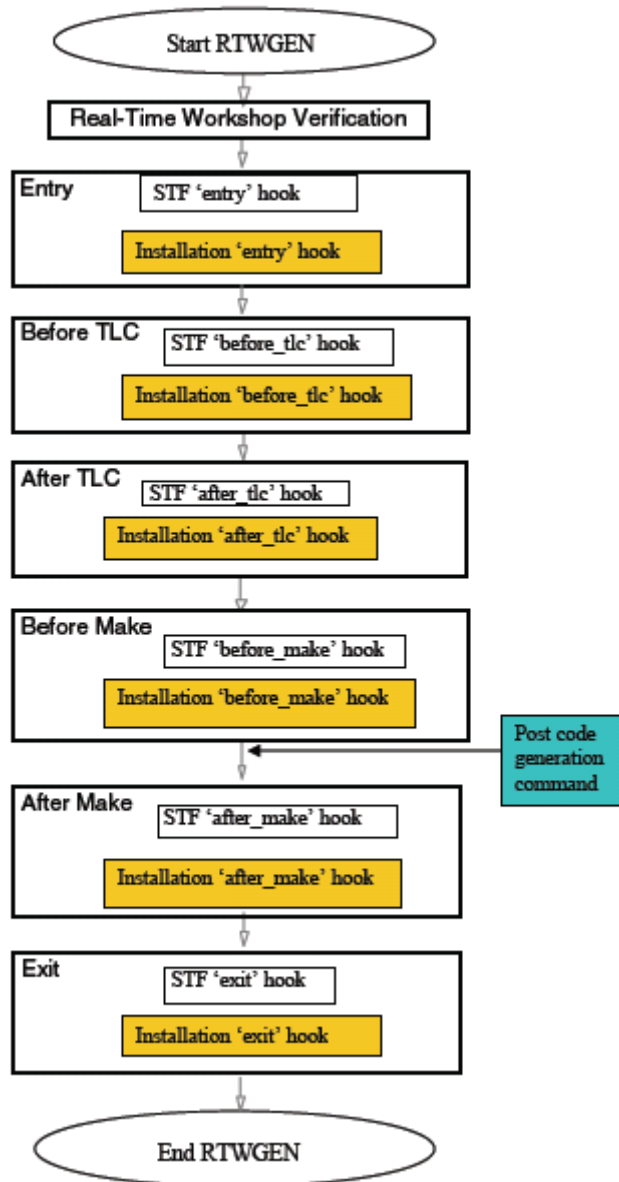 Start RTWGEN
Real-Time Workshop Verification
Entry
STF ‘entry’ hook
Installation ‘entry’ hook
Before TLC
STF ‘before_tlc’ hook
Installation ‘before_tlc’ hook
After TLC
STF ‘after_tlc’ hook
Installation ‘after_tlc’ hook
Before Make
STF ‘before_make’ hook
Installation ‘before_make’ hook
Post code
generation
command
After Make
STF ‘after_make’ hook
Installation ‘after_make’ hook
Exit
STF ‘exit’ hook
Installation ‘exit’ hook
End RTWGEN